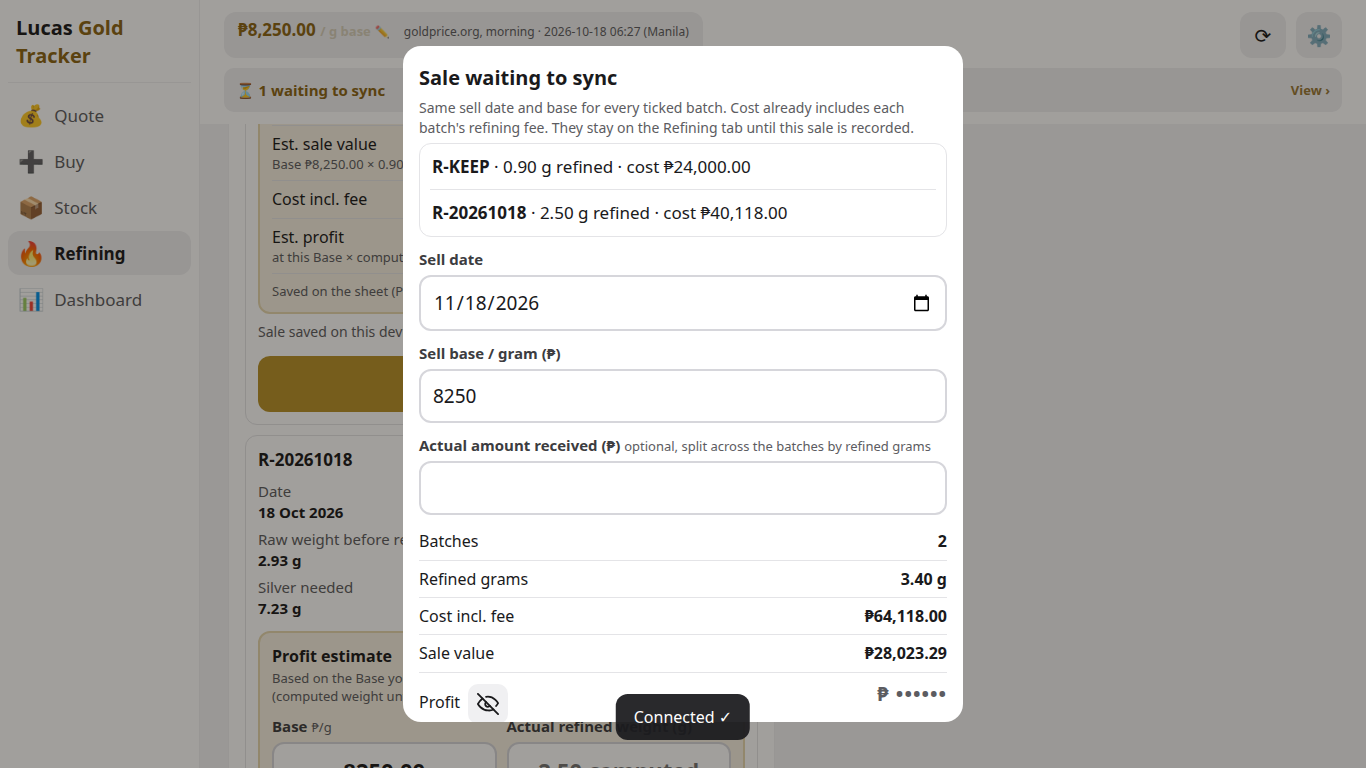 Lucas Gold
Tracker
Quote
Buy
Stock
Refining
Dashboard
₱8,250.00 / g base
goldprice.org, morning · 2026-10-18 06:27 (Manila)
1 waiting to sync
View ›
Est. sale value
Base ₱8,250.00 × 0.90
Cost incl. fee
Est. profit
at this Base × comput
Saved on the sheet (P
Sale saved on this dev
R-20261018
Date
18 Oct 2026
Raw weight before re
2.93 g
Silver needed
7.23 g
Profit estimate
Based on the Base yo
(computed weight un
Base ₱/g
Actual refined
8250.00
2.50 computed
Sale waiting to sync
Same sell date and base for every ticked batch. Cost already includes each
batch's refining fee. They stay on the Refining tab until this sale is recorded.
R-KEEP · 0.90 g refined · cost ₱24,000.00
R-20261018 · 2.50 g refined · cost ₱40,118.00
Sell date
11/18/2026
Sell base / gram (₱)
8250
Actual amount received (₱) optional, split across the batches by refined grams
Batches 2
Refined grams 3.40 g
Cost incl. fee ₱64,118.00
Sale value ₱28,023.29
Profit ₱ ••••••
Connected ✓